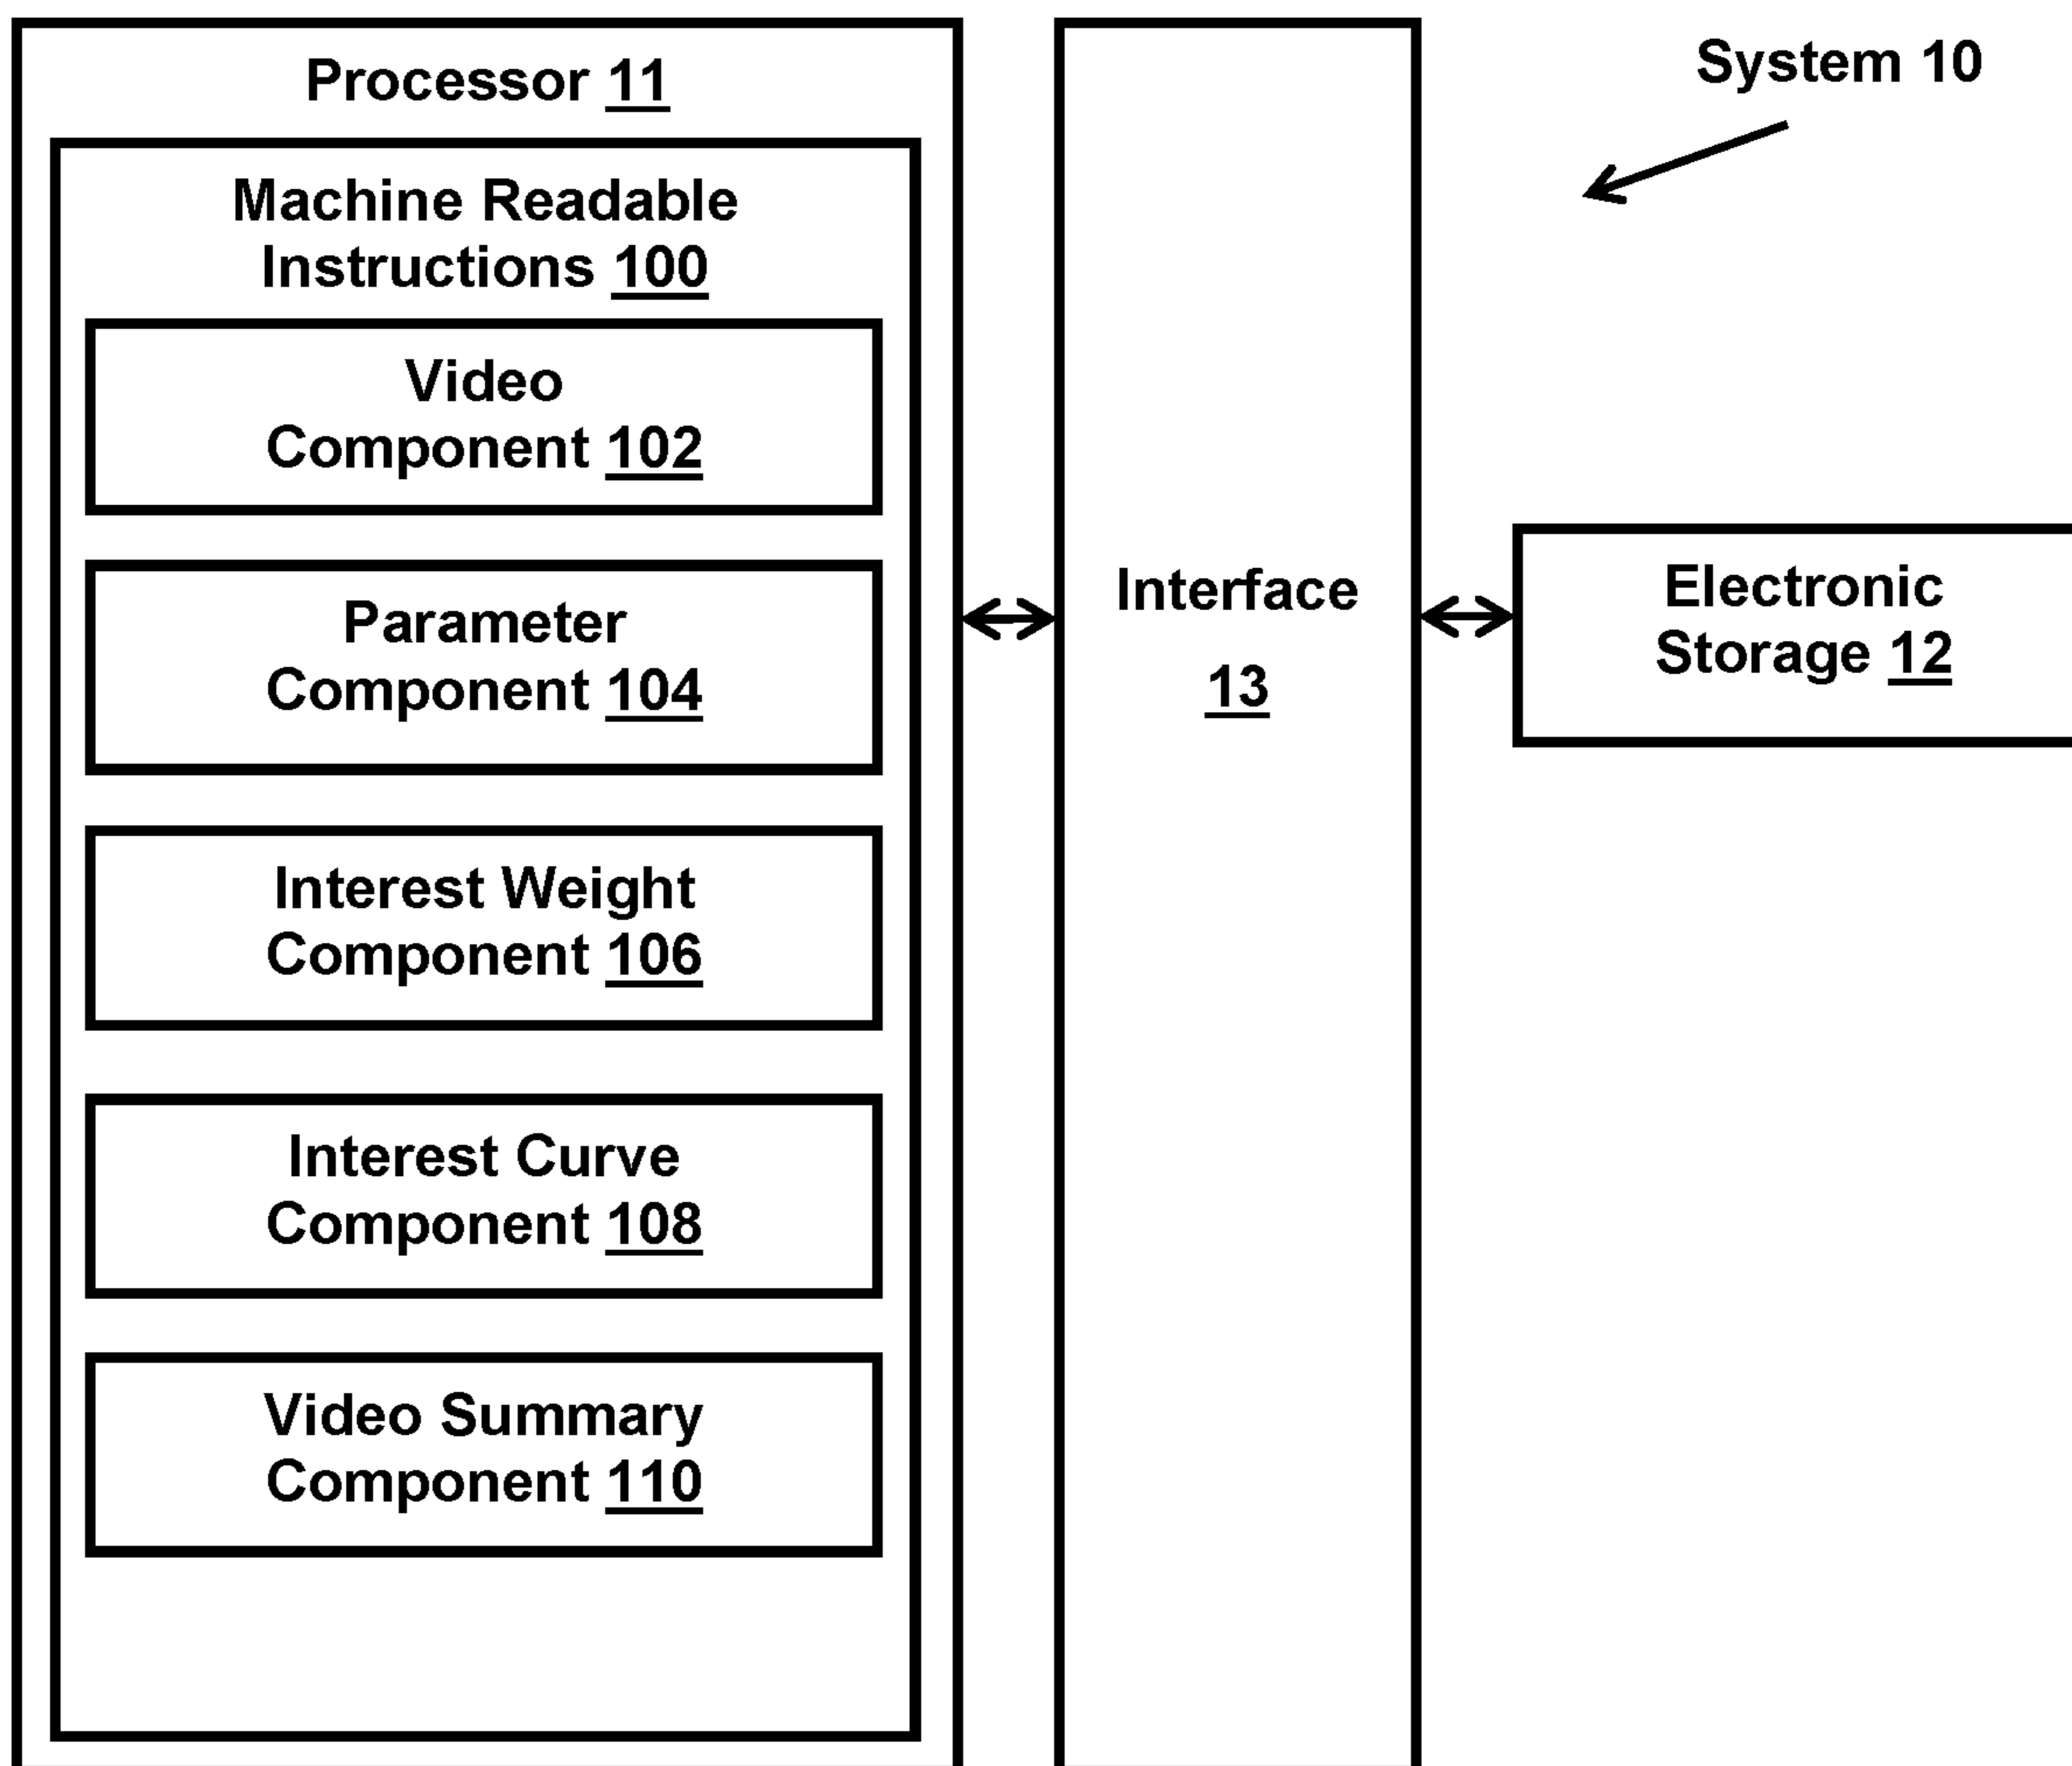 Processor 11
Machine Readable
Instructions 100
Video
Component 102
Parameter
Component 104
Interest Weight
Component 106
Interest Curve
Component 108
Video Summary
Component 110
Interface
13
System 10
Electronic
Storage 12